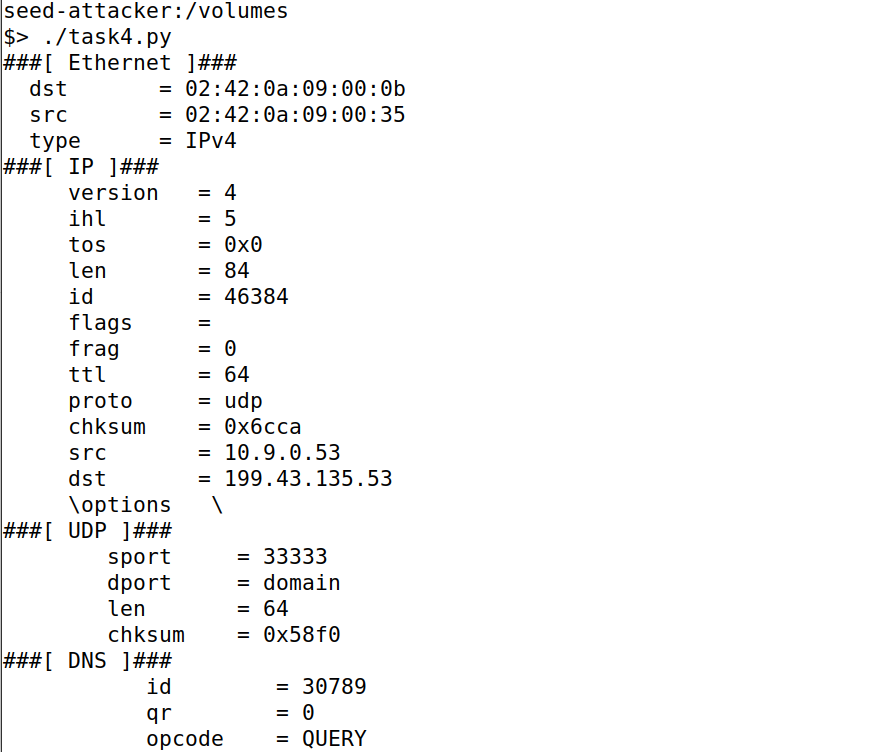 seed-attacker:/volumes
$> ./task4.py
###[ Ethernet ]###
  dst       = 02:42:0a:09:00:0b
  src       = 02:42:0a:09:00:35
  type      = IPv4
###[ IP ]###
     version   = 4
     ihl       = 5
     tos       = 0x0
     len       = 84
     id        = 46384
     flags     =
     frag      = 0
     ttl       = 64
     proto     = udp
     chksum    = 0x6cca
     src       = 10.9.0.53
     dst       = 199.43.135.53
     \options   \
###[ UDP ]###
        sport     = 33333
        dport     = domain
        len       = 64
        chksum    = 0x58f0
###[ DNS ]###
           id        = 30789
           qr        = 0
           opcode    = QUERY